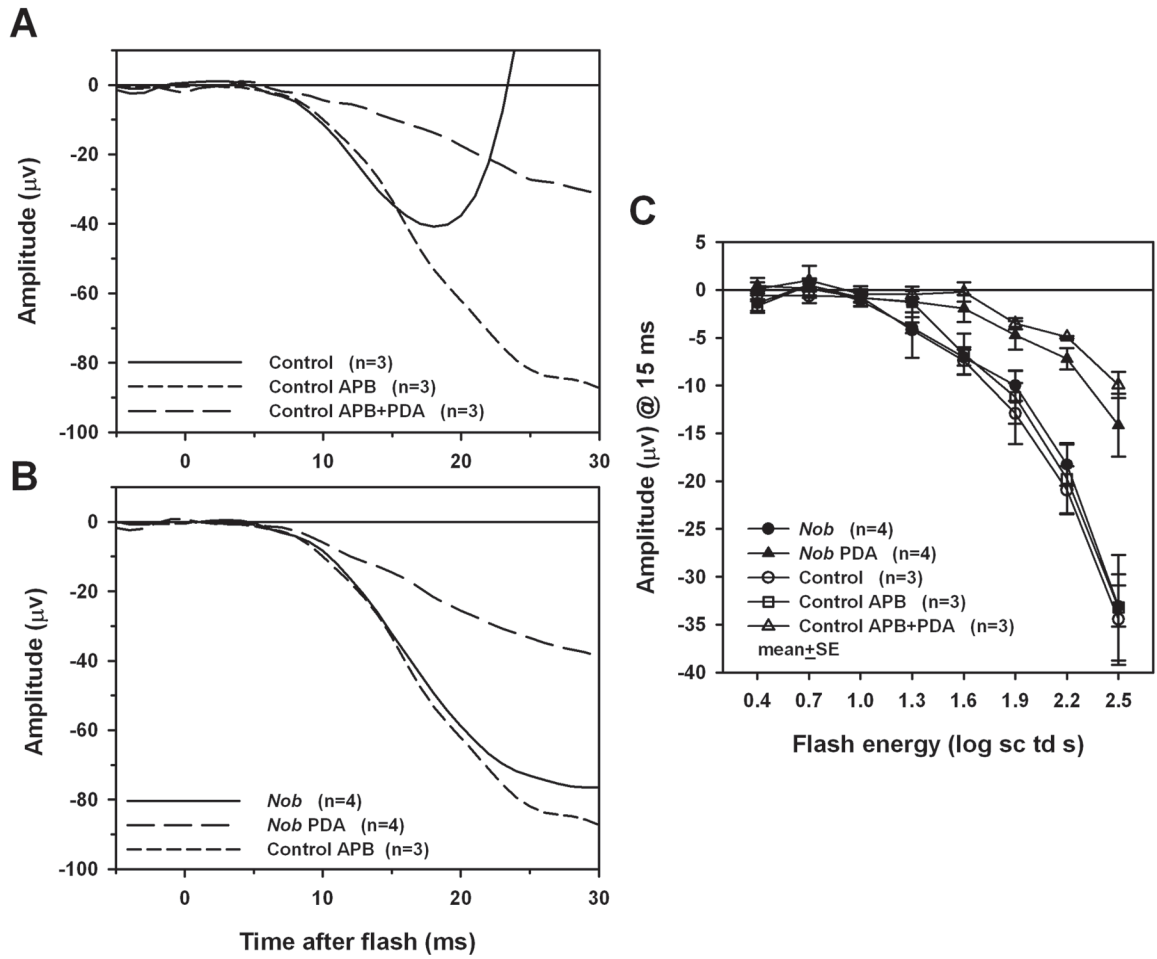 A
Amplitude (µv)
0
-20
-40
-60
-80
-100
Control (n=3)
Control APB (n=3)
Control APB+PDA (n=3)
0 10 20 30
B
Amplitude (µv)
0
-20
-40
-60
-80
-100
Nob (n=4)
Nob PDA (n=4)
Control APB (n=3)
0 10 20 30
Time after flash (ms)
C
Amplitude (µv) @ 15 ms
5
0
-5
-10
-15
-20
-25
-30
-35
-40
Nob (n=4)
Nob PDA (n=4)
Control (n=3)
Control APB (n=3)
Control APB+PDA (n=3)
mean±SE
0.4 0.7 1.0 1.3 1.6 1.9 2.2 2.5
Flash energy (log sc td s)